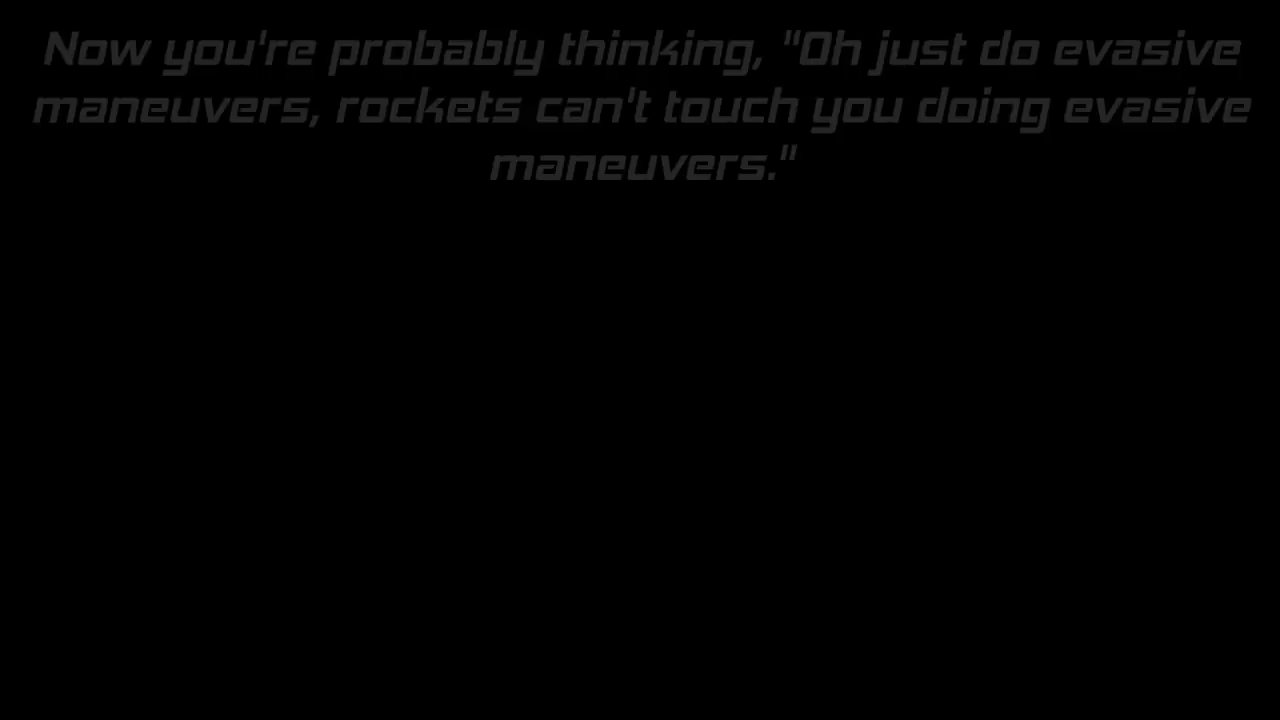 Now you're probably thinking, "Oh just do evasive
maneuvers, rockets can't touch you doing evasive
maneuvers."